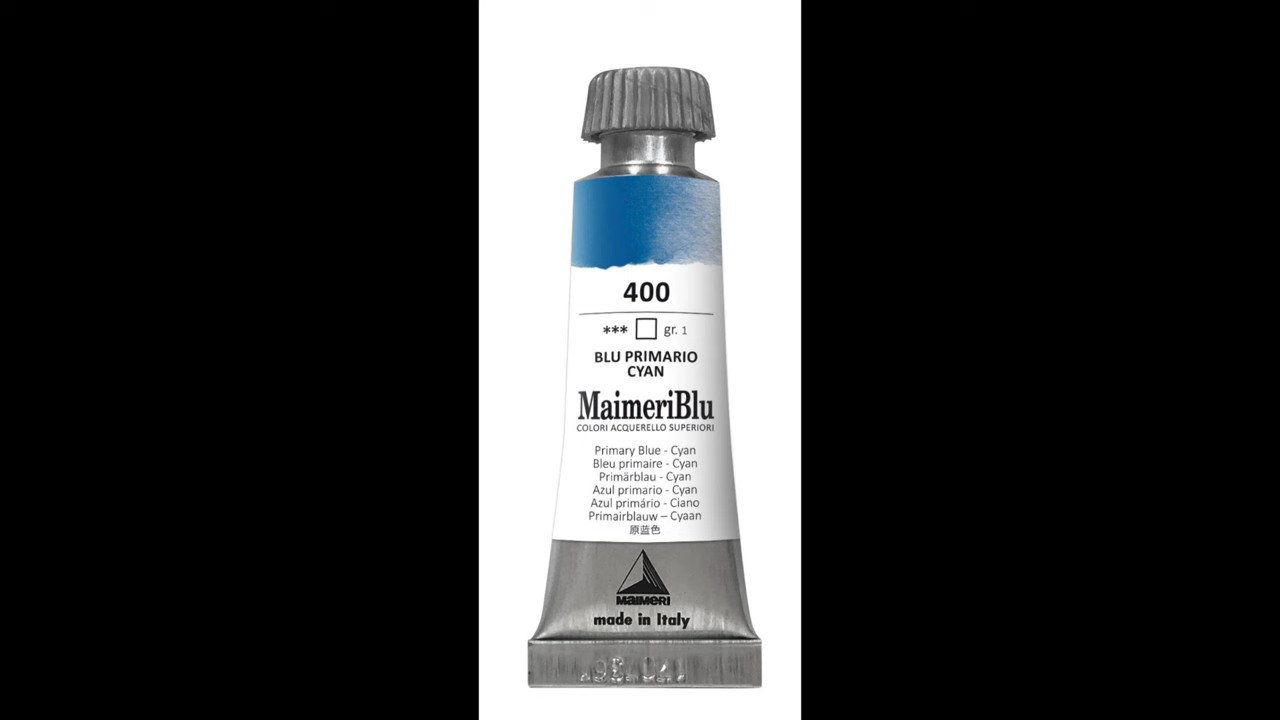 400
*** gr. 1
BLU PRIMARIO
CYAN
MaimeriBlu
COLORI ACQUERELLO SUPERIORI
Primary Blue - Cyan
Bleu primaire - Cyan
Primärblau - Cyan
Azul primario - Cyan
Azul primário - Ciano
Primairblauw – Cyaan
原蓝色
MAIMERI
made in Italy